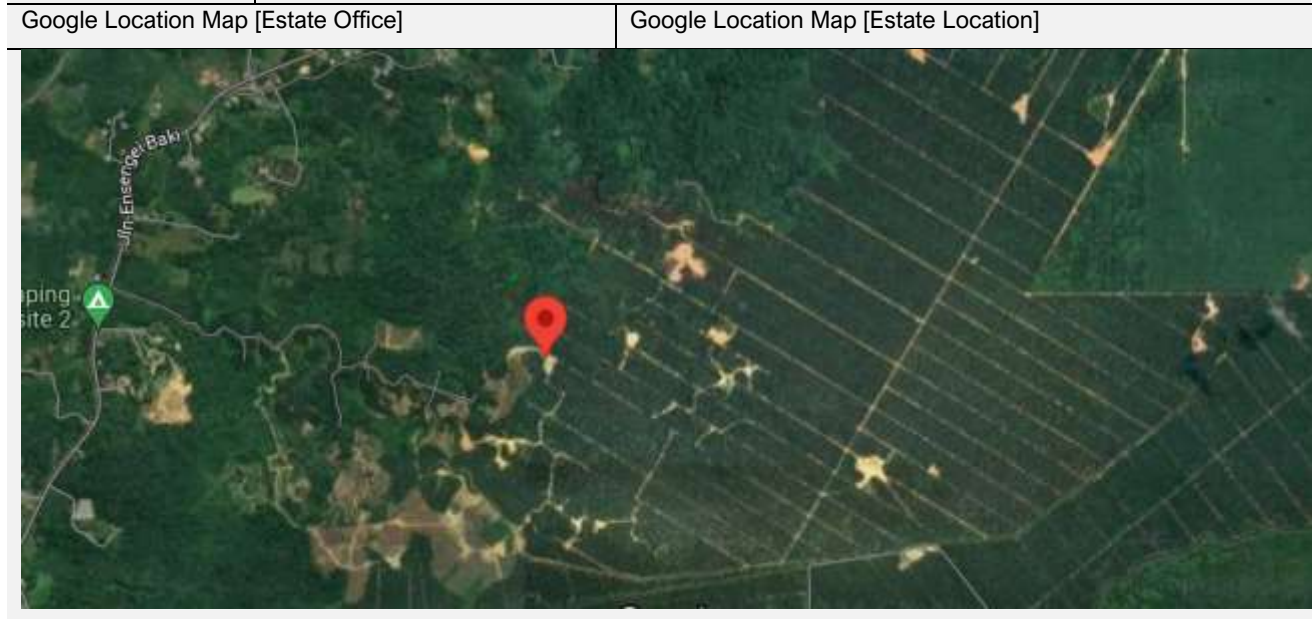 Google Location Map [Estate Office]
Google Location Map [Estate Location]
Jln Ensengei Baki
ping
site 2